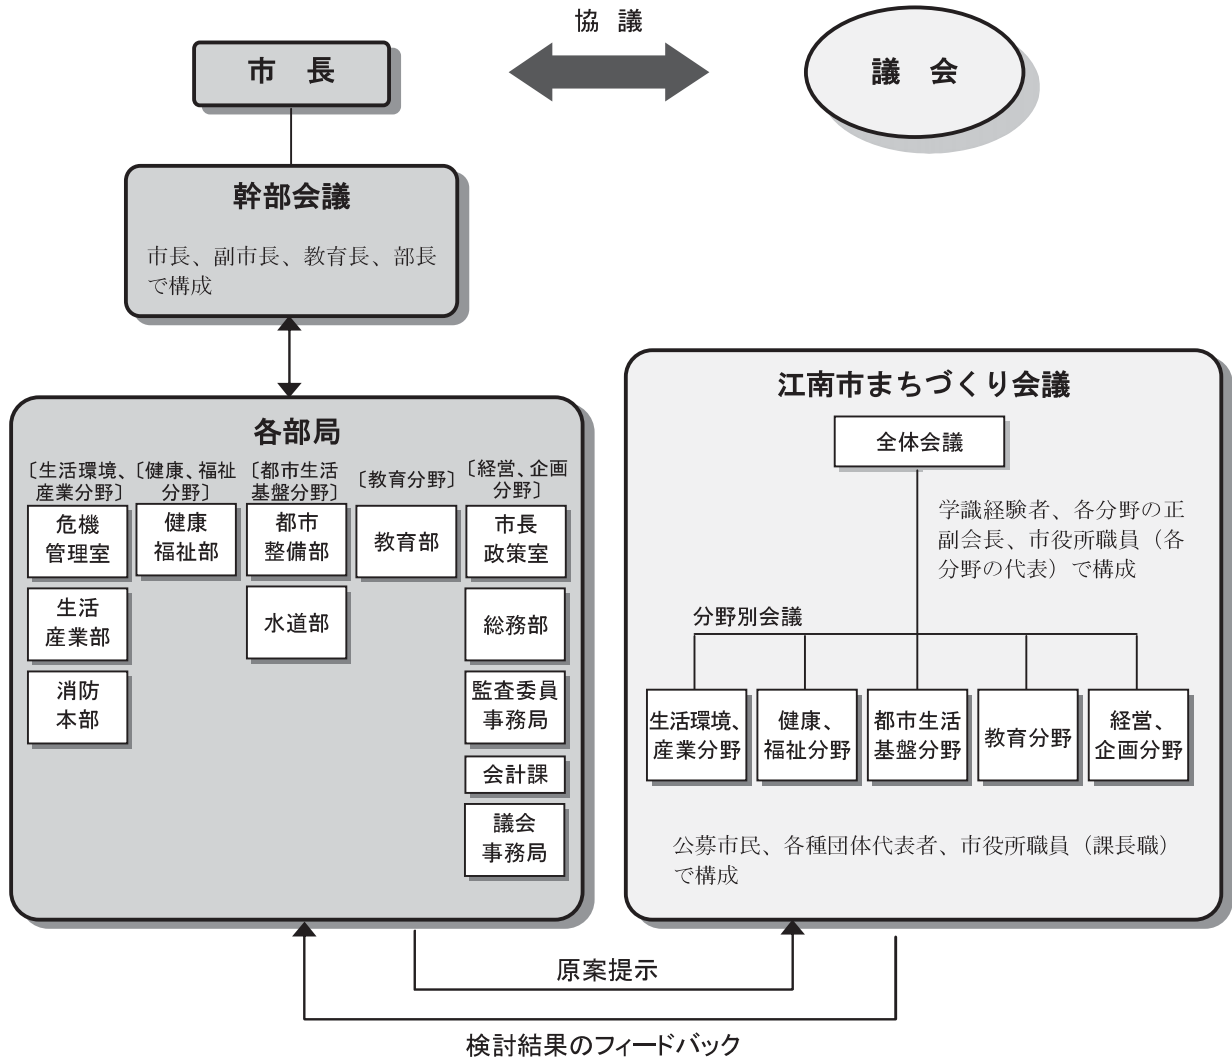 協　議
市　長
議　会
幹部会議
市長、副市長、教育長、部長
で構成
各部局
〔生活環境、
産業分野〕
危機
管理室
生活
産業部
消防
本部
〔健康、福祉
分野〕
健康
福祉部
〔都市生活
基盤分野〕
都市
整備部
水道部
〔教育分野〕
教育部
〔経営、企画
分野〕
市長
政策室
総務部
監査委員
事務局
会計課
議会
事務局
江南市まちづくり会議
全体会議
学識経験者、各分野の正
副会長、市役所職員（各
分野の代表）で構成
分野別会議
生活環境、
産業分野
健康、
福祉分野
都市生活
基盤分野
教育分野
経営、
企画分野
公募市民、各種団体代表者、市役所職員（課長職）
で構成
原案提示
検討結果のフィードバック